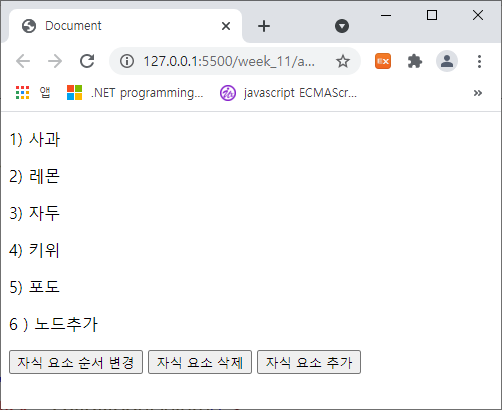 Document
127.0.0.1:5500/week_11/a...
앱 .NET programming... javascript ECMAScr...
1) 사과
2) 레몬
3) 자두
4) 키위
5) 포도
6 ) 노드추가
자식 요소 순서 변경 자식 요소 삭제 자식 요소 추가